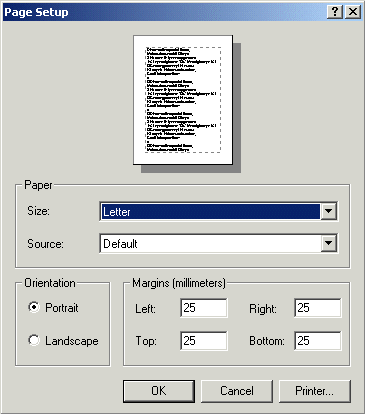 Page Setup
Paper
Size: Letter
Source: Default
Orientation Margins (millimeters)
Portrait Left: 25 Right: 25
Landscape Top: 25 Bottom: 25
OK Cancel Printer...